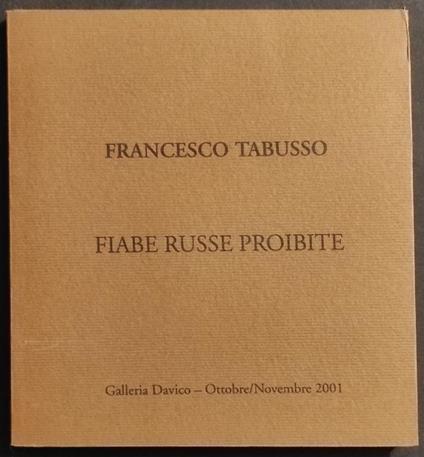 FRANCESCO TABUSSO
FIABE RUSSE PROIBITE
Galleria Davico – Ottobre/Novembre 2001